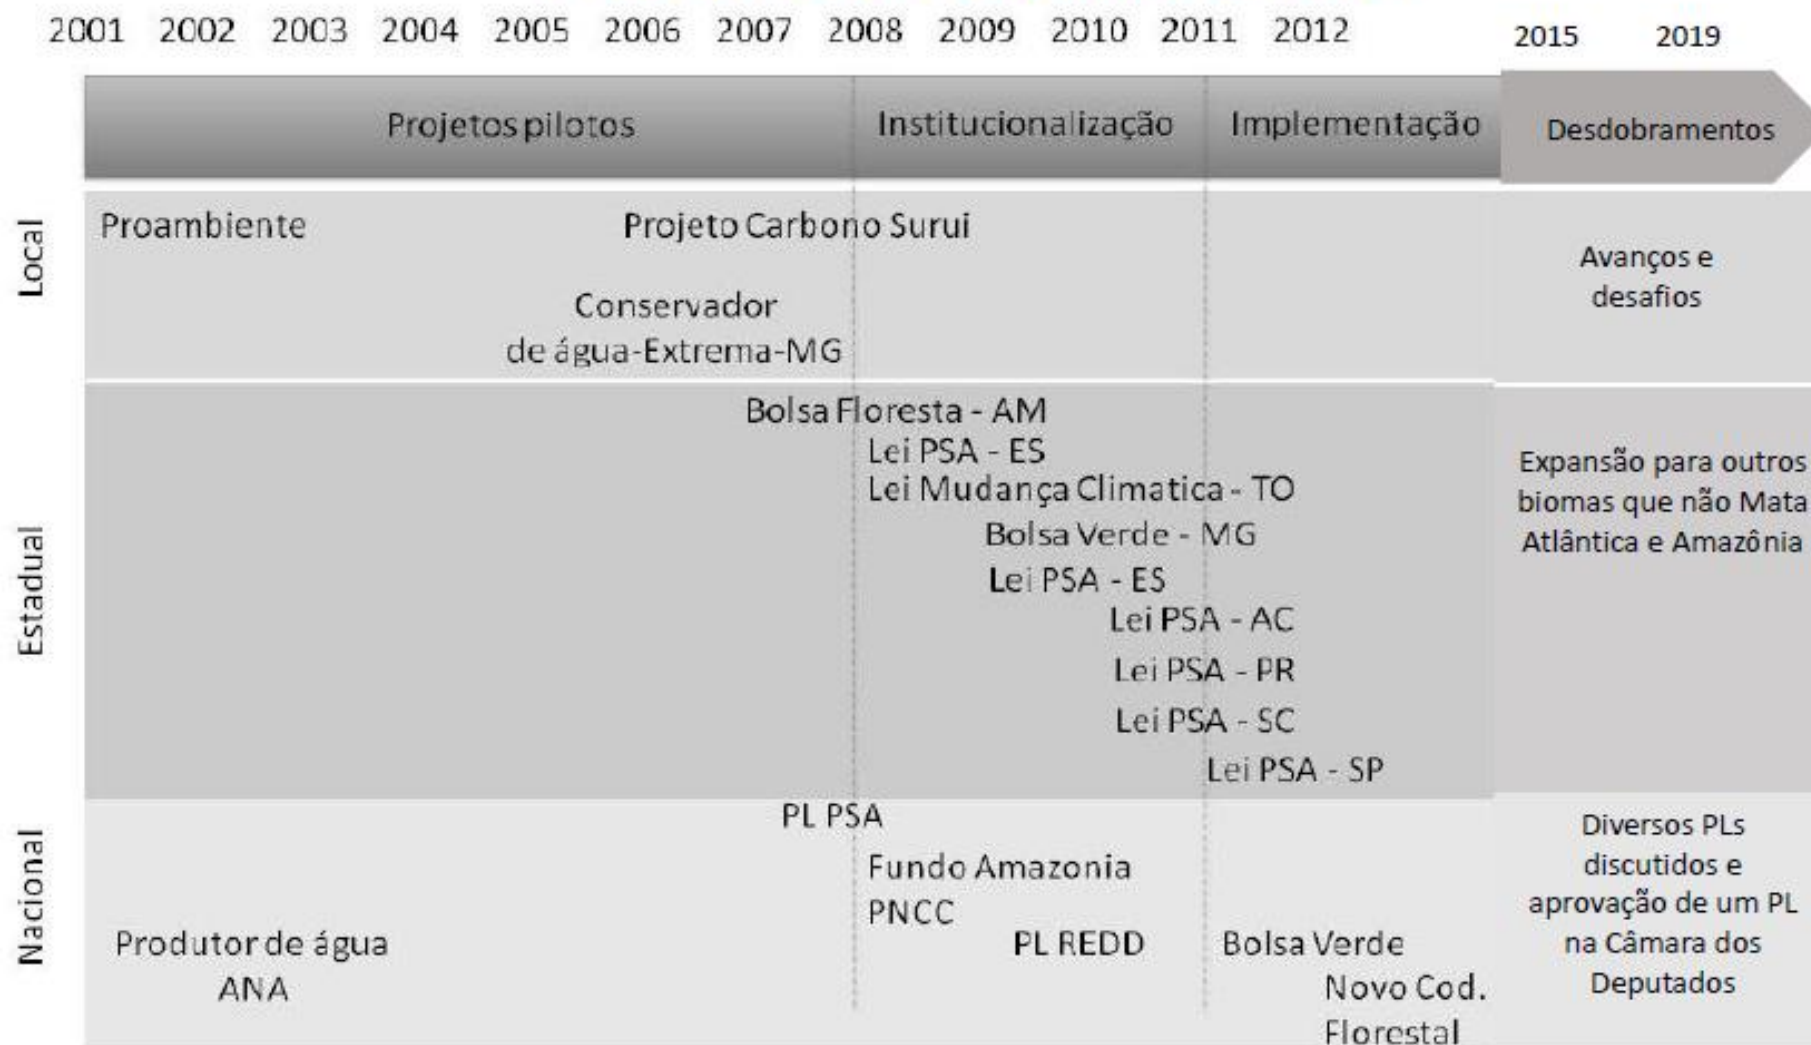 2001 2002 2003 2004 2005 2006 2007 2008 2009 2010 2011 2012 2015 2019
Projetos pilotos Institucionalização Implementação Desdobramentos
Local
Proambiente Projeto Carbono Surui
Conservador
de água-Extrema-MG
Avanços e
desafios
Estadual
Bolsa Floresta - AM
Lei PSA - ES
Lei Mudança Climatica - TO
Bolsa Verde - MG
Lei PSA - ES
Lei PSA - AC
Lei PSA - PR
Lei PSA - SC
Lei PSA - SP
Expansão para outros
biomas que não Mata
Atlântica e Amazônia
Nacional
PL PSA
Fundo Amazonia
PNCC
Produtor de água
ANA
PL REDD
Bolsa Verde
Novo Cod.
Florestal
Diversos PLs
discutidos e
aprovação de um PL
na Câmara dos
Deputados